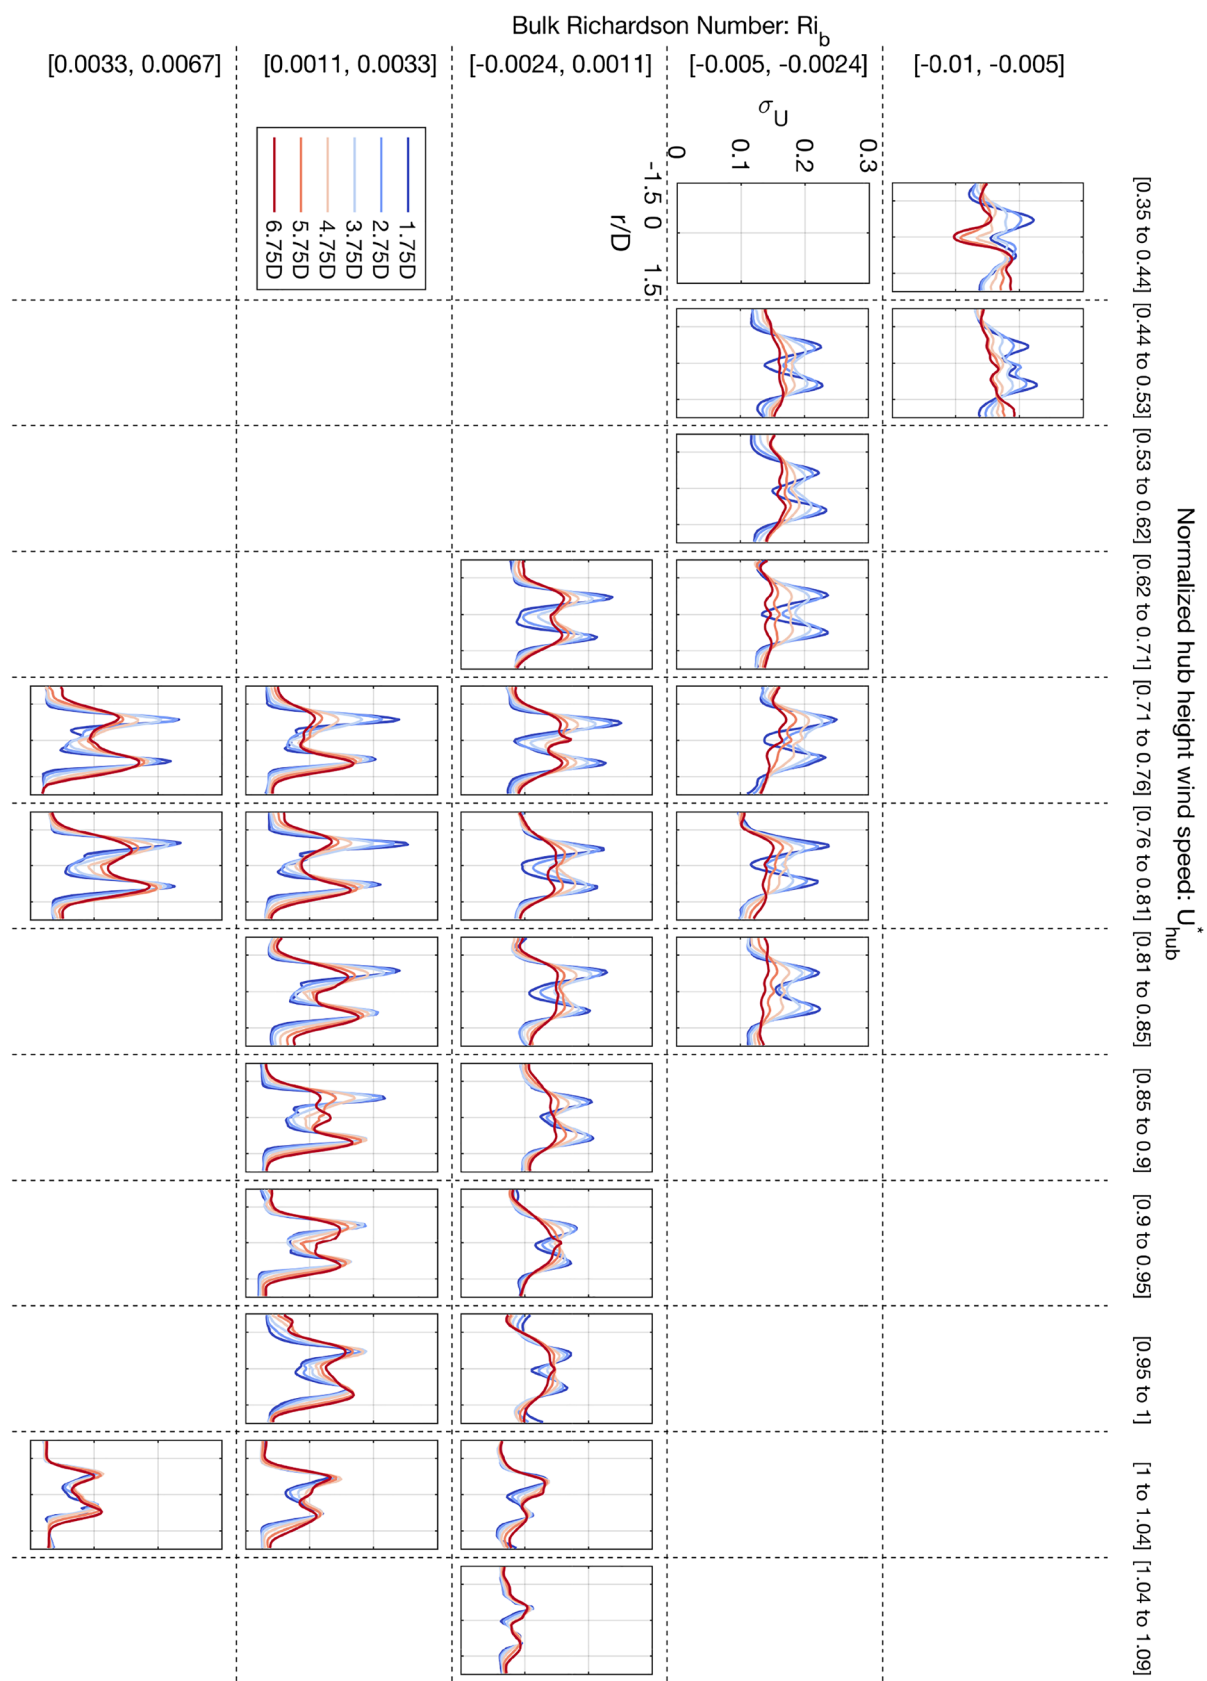 Bulk Richardson Number: Ri_b
[0.0033, 0.0067]
[0.0011, 0.0033]
[-0.0024, 0.0011]
[-0.005, -0.0024]
[-0.01, -0.005]
Normalized hub height wind speed: U*_hub
[0.35 to 0.44]
[0.44 to 0.53]
[0.53 to 0.62]
[0.62 to 0.71]
[0.71 to 0.76]
[0.76 to 0.81]
[0.81 to 0.85]
[0.85 to 0.9]
[0.9 to 0.95]
[0.95 to 1]
[1 to 1.04]
[1.04 to 1.09]
σ_U
0.3
0.2
0.1
0
-1.5 0 1.5
r/D
1.75D
2.75D
3.75D
4.75D
5.75D
6.75D